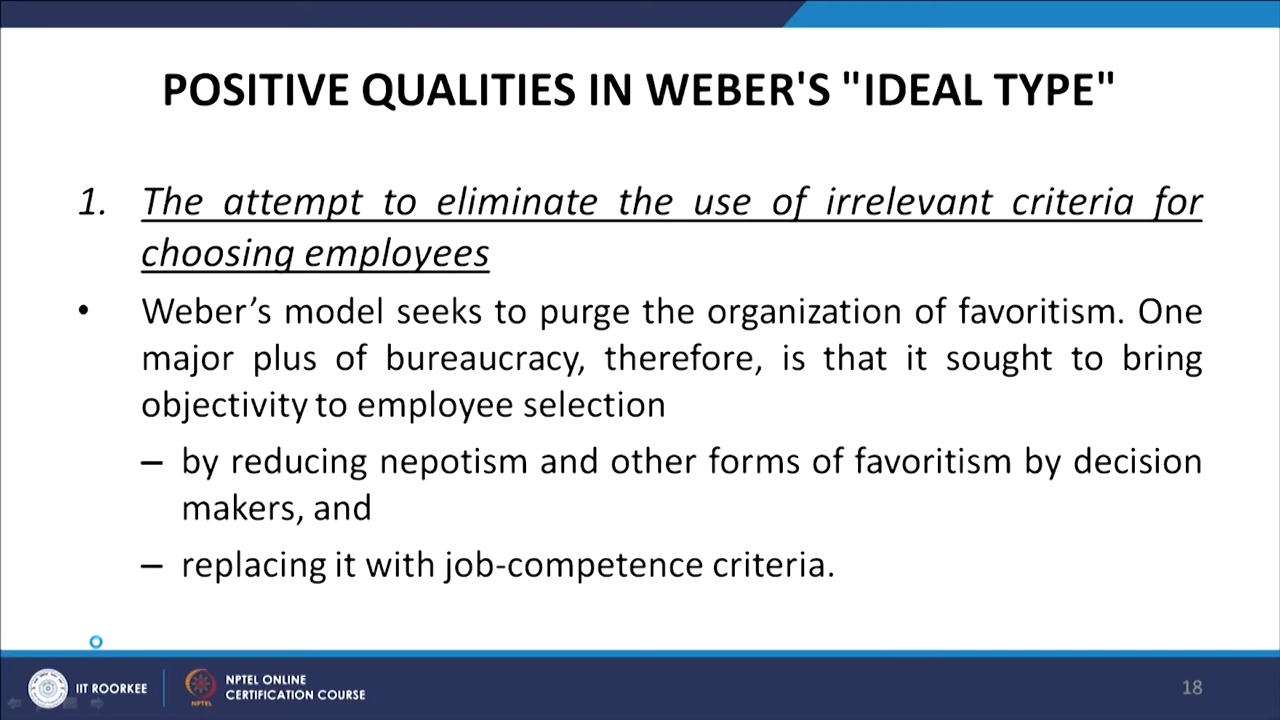 POSITIVE QUALITIES IN WEBER'S "IDEAL TYPE"
1. The attempt to eliminate the use of irrelevant criteria for
choosing employees
• Weber’s model seeks to purge the organization of favoritism. One
major plus of bureaucracy, therefore, is that it sought to bring
objectivity to employee selection
– by reducing nepotism and other forms of favoritism by decision
makers, and
– replacing it with job-competence criteria.
IIT ROORKEE
NPTEL
NPTEL ONLINE
CERTIFICATION COURSE
18